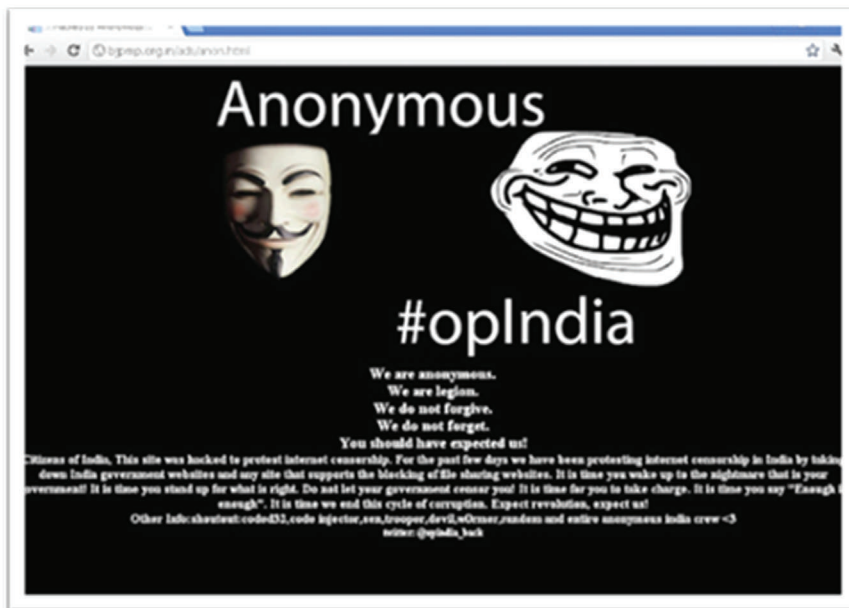 Anonymous
#opIndia
We are anonymous.
We are legion.
We do not forgive.
We do not forget.
You should have expected us!
Citizens of India, This site was hacked to protest internet censorship. For the past few days we have been protesting internet censorship in India by taking
down India government websites and any site that supports the blocking of file sharing websites. It is time you wake up to the nightmare that is your
government! It is time you stand up for what is right. Do not let your government censor you! It is time for you to take charge. It is time you say "Enough is
enough". It is time we end this cycle of corruption. Expect revolution, expect us!
Other Info:shoutout:coded32,code injector,sen,trooper,devil,w0rmer,random and entire anonymous india crew <3
twitter: @opindia_back